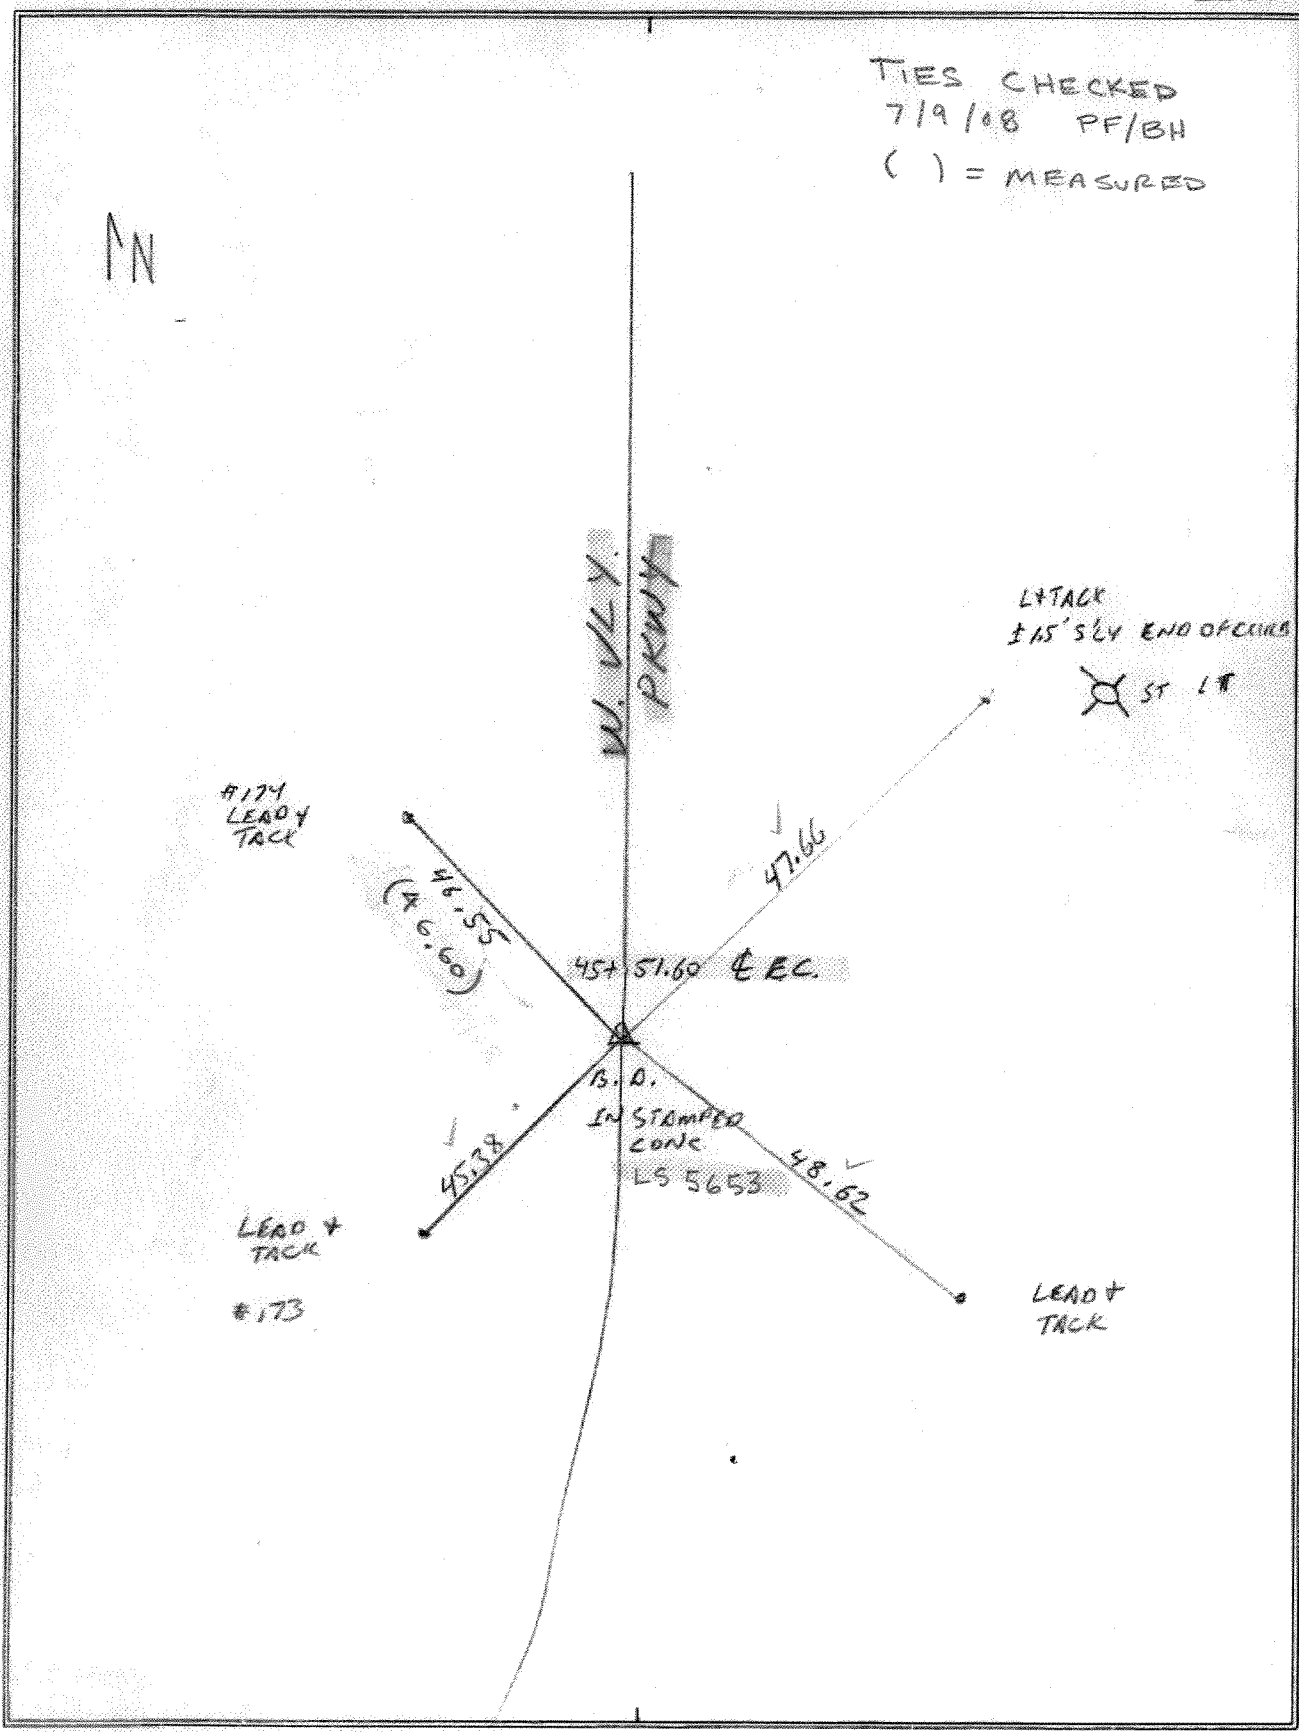 TIES CHECKED
7/9/08 PF/BH
( ) = MEASURED
N
W. VLY.
PKWY
L&TACK
±1.5' S'LY END OF CURB
ST LT
#174
LEAD &
TACK
46.55
(46.60)
47.66
45+51.60 ℄ EC.
B.D.
IN STAMPED
CONC
LS 5653
45.38
48.62
LEAD &
TACK
#173
LEAD &
TACK